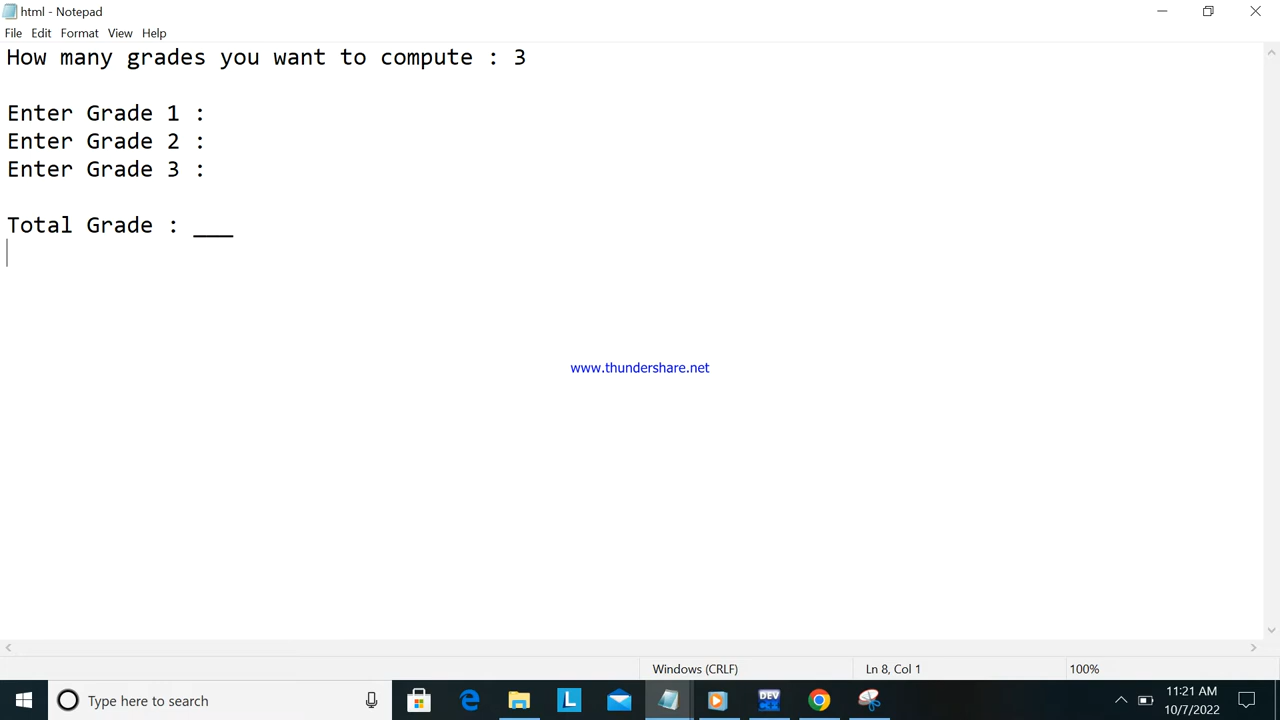 html - Notepad
File Edit Format View Help
How many grades you want to compute : 3
Enter Grade 1 :
Enter Grade 2 :
Enter Grade 3 :
Total Grade : ___
www.thundershare.net
Windows (CRLF) Ln 8, Col 1 100%
Type here to search
L
DEV
11:21 AM
10/7/2022